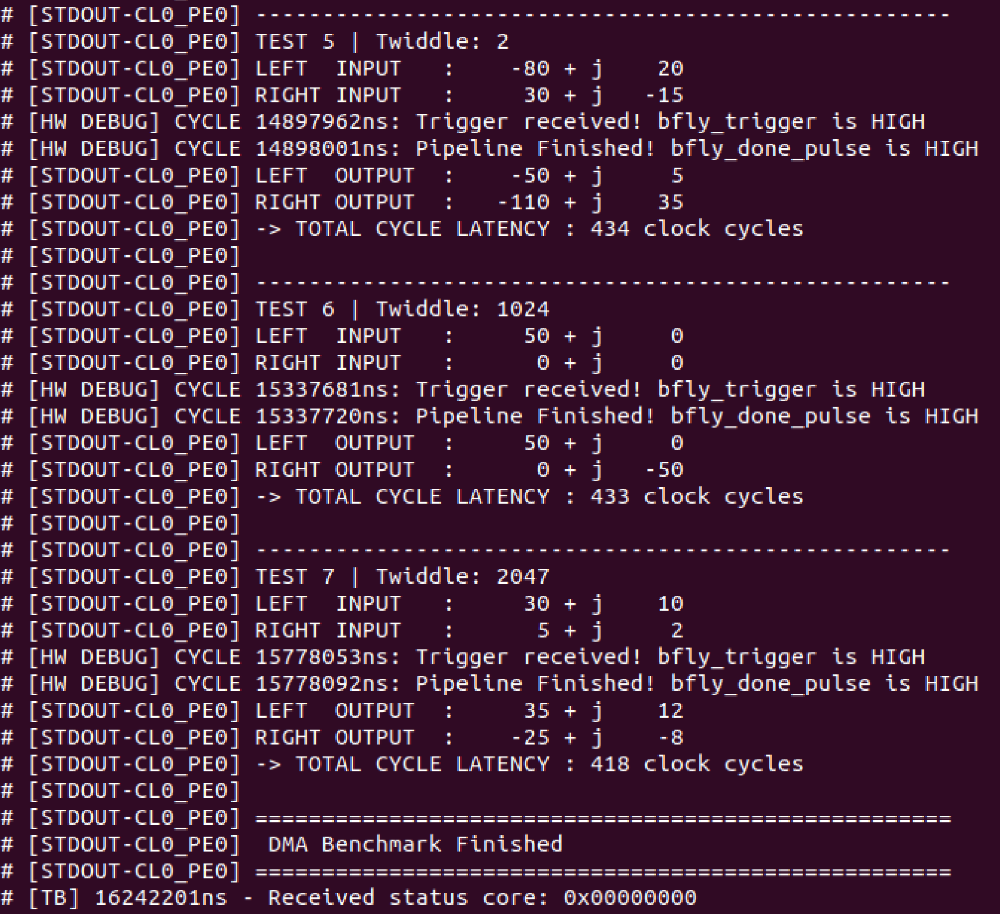 # [STDOUT-CL0_PE0] ----------------------------------------------------
# [STDOUT-CL0_PE0] TEST 5 | Twiddle: 2
# [STDOUT-CL0_PE0] LEFT  INPUT   :    -80 + j    20
# [STDOUT-CL0_PE0] RIGHT INPUT   :     30 + j   -15
# [HW DEBUG] CYCLE 14897962ns: Trigger received! bfly_trigger is HIGH
# [HW DEBUG] CYCLE 14898001ns: Pipeline Finished! bfly_done_pulse is HIGH
# [STDOUT-CL0_PE0] LEFT  OUTPUT  :    -50 + j     5
# [STDOUT-CL0_PE0] RIGHT OUTPUT  :   -110 + j    35
# [STDOUT-CL0_PE0] -> TOTAL CYCLE LATENCY : 434 clock cycles
# [STDOUT-CL0_PE0]
# [STDOUT-CL0_PE0] ----------------------------------------------------
# [STDOUT-CL0_PE0] TEST 6 | Twiddle: 1024
# [STDOUT-CL0_PE0] LEFT  INPUT   :     50 + j     0
# [STDOUT-CL0_PE0] RIGHT INPUT   :      0 + j     0
# [HW DEBUG] CYCLE 15337681ns: Trigger received! bfly_trigger is HIGH
# [HW DEBUG] CYCLE 15337720ns: Pipeline Finished! bfly_done_pulse is HIGH
# [STDOUT-CL0_PE0] LEFT  OUTPUT  :     50 + j     0
# [STDOUT-CL0_PE0] RIGHT OUTPUT  :      0 + j   -50
# [STDOUT-CL0_PE0] -> TOTAL CYCLE LATENCY : 433 clock cycles
# [STDOUT-CL0_PE0]
# [STDOUT-CL0_PE0] ----------------------------------------------------
# [STDOUT-CL0_PE0] TEST 7 | Twiddle: 2047
# [STDOUT-CL0_PE0] LEFT  INPUT   :     30 + j    10
# [STDOUT-CL0_PE0] RIGHT INPUT   :      5 + j     2
# [HW DEBUG] CYCLE 15778053ns: Trigger received! bfly_trigger is HIGH
# [HW DEBUG] CYCLE 15778092ns: Pipeline Finished! bfly_done_pulse is HIGH
# [STDOUT-CL0_PE0] LEFT  OUTPUT  :     35 + j    12
# [STDOUT-CL0_PE0] RIGHT OUTPUT  :    -25 + j    -8
# [STDOUT-CL0_PE0] -> TOTAL CYCLE LATENCY : 418 clock cycles
# [STDOUT-CL0_PE0]
# [STDOUT-CL0_PE0] ====================================================
# [STDOUT-CL0_PE0]  DMA Benchmark Finished
# [STDOUT-CL0_PE0] ====================================================
# [TB] 16242201ns - Received status core: 0x00000000